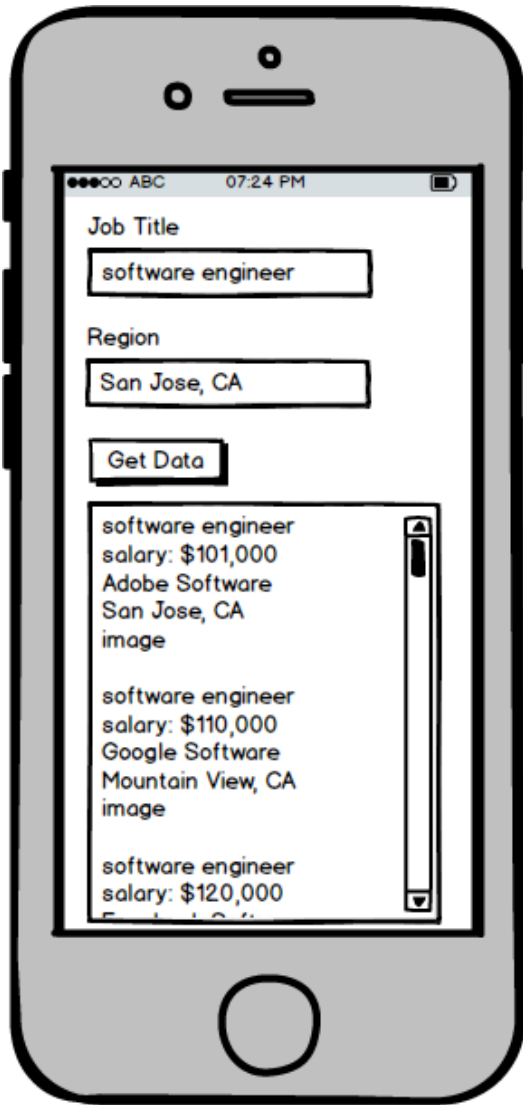 ABC 07:24 PM
Job Title
software engineer
Region
San Jose, CA
Get Data
software engineer
salary: $101,000
Adobe Software
San Jose, CA
image
software engineer
salary: $110,000
Google Software
Mountain View, CA
image
software engineer
salary: $120,000